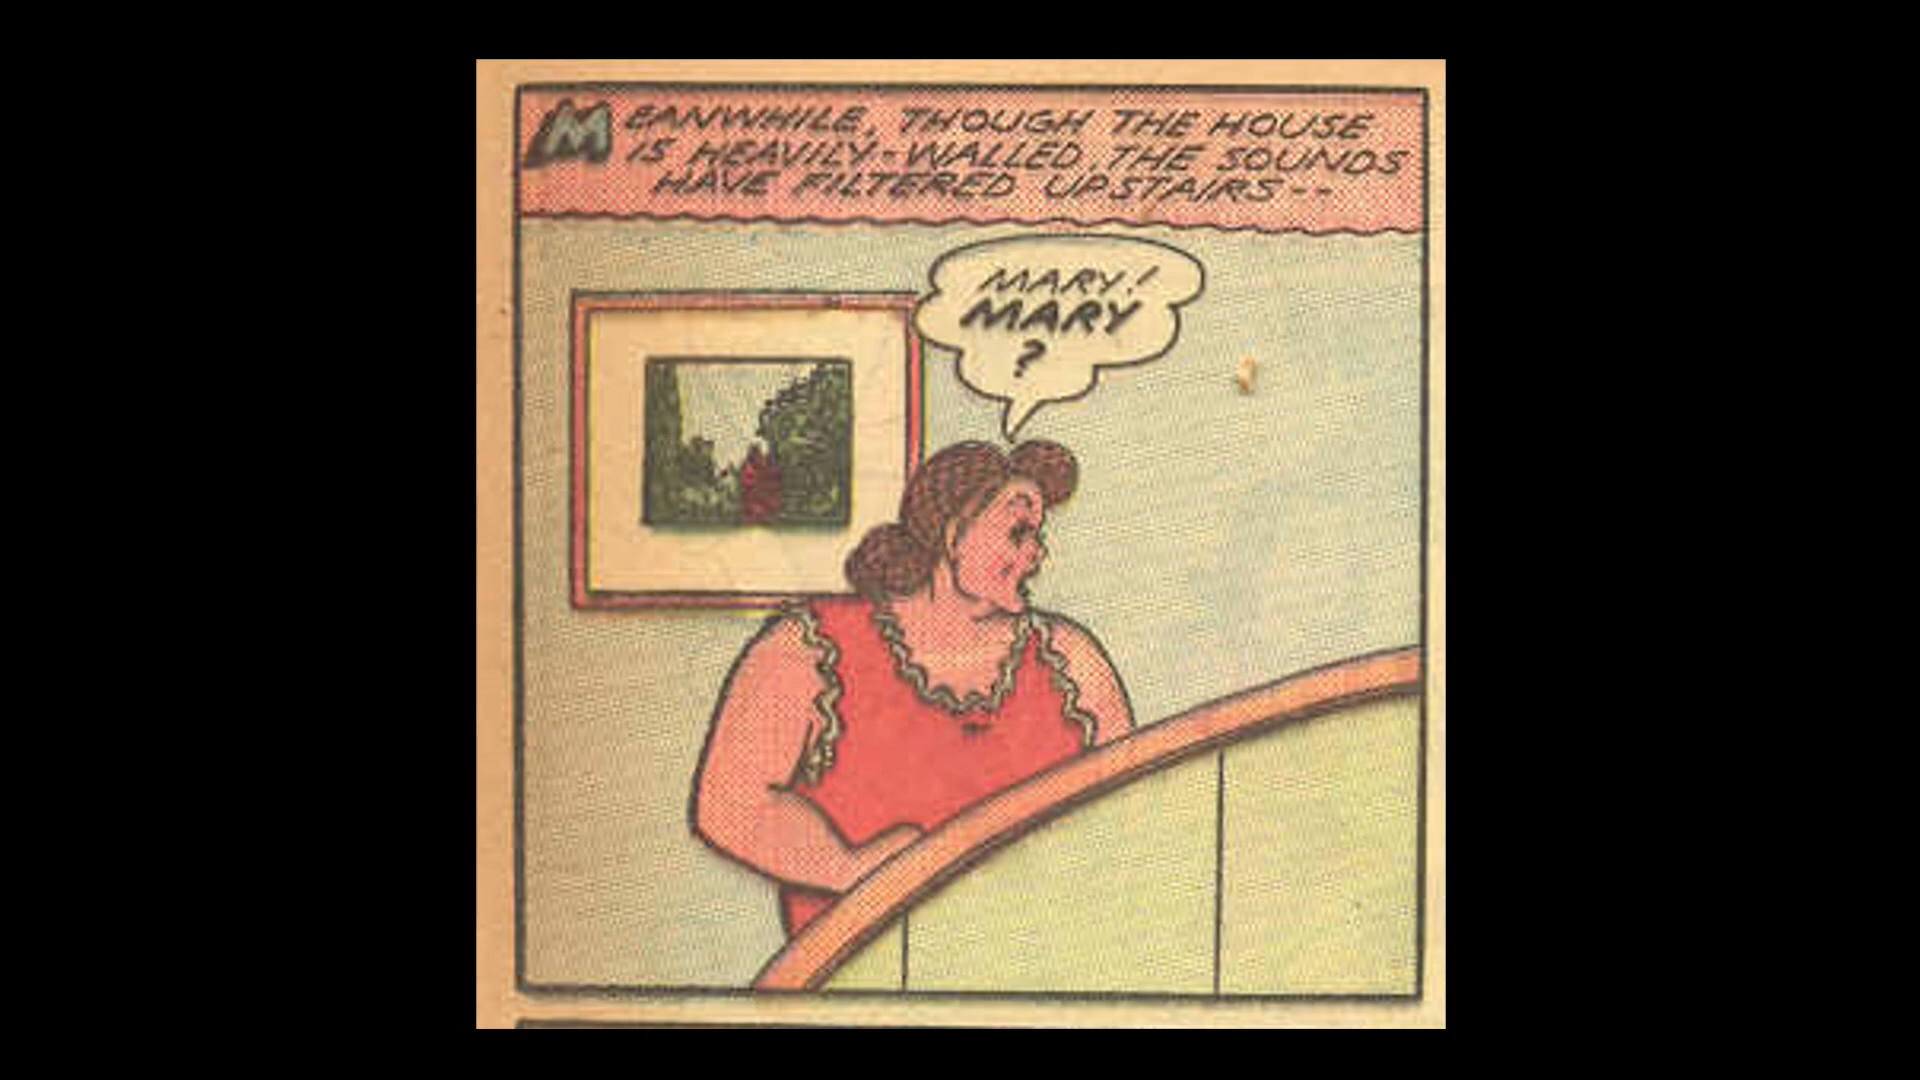 MEANWHILE, THOUGH THE HOUSE
IS HEAVILY-WALLED, THE SOUNDS
HAVE FILTERED UPSTAIRS--
MARY!
MARY
?